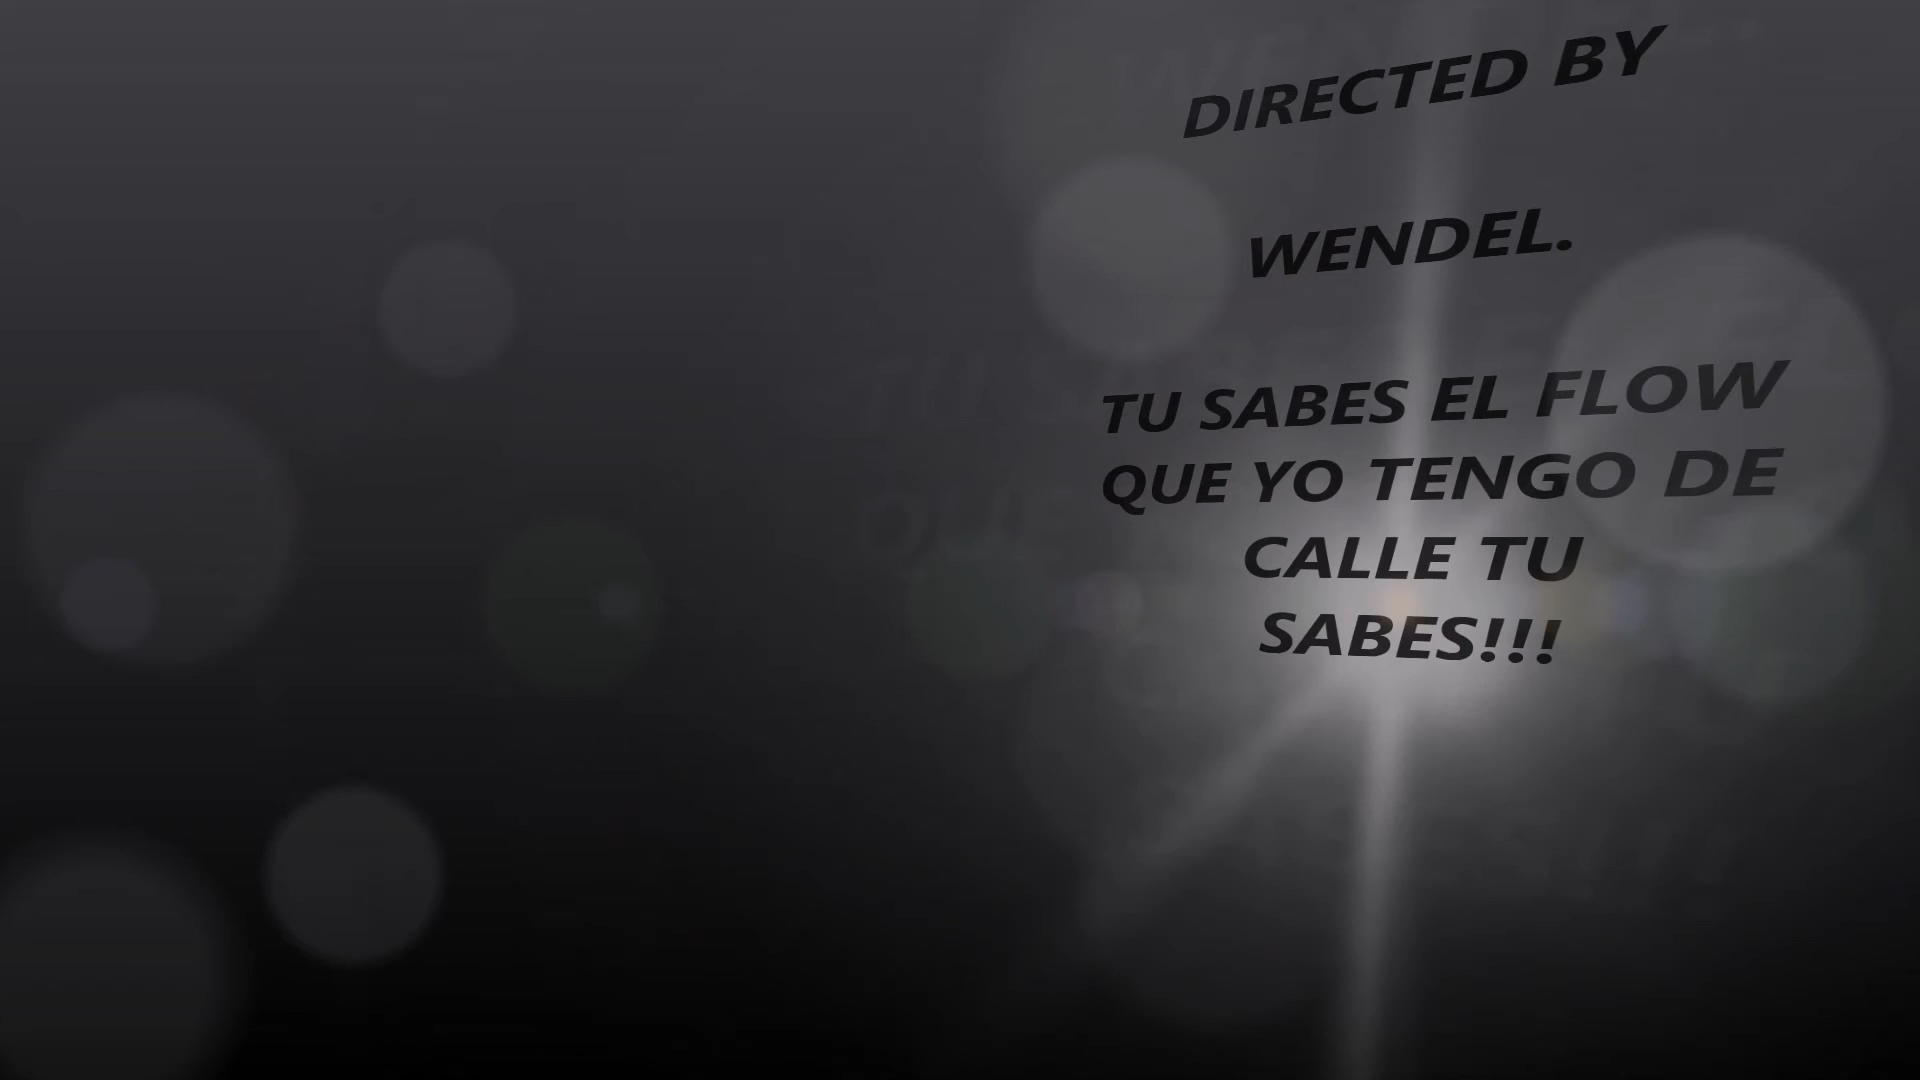 DIRECTED BY
WENDEL.
TU SABES EL FLOW
QUE YO TENGO DE
CALLE TU
SABES!!!